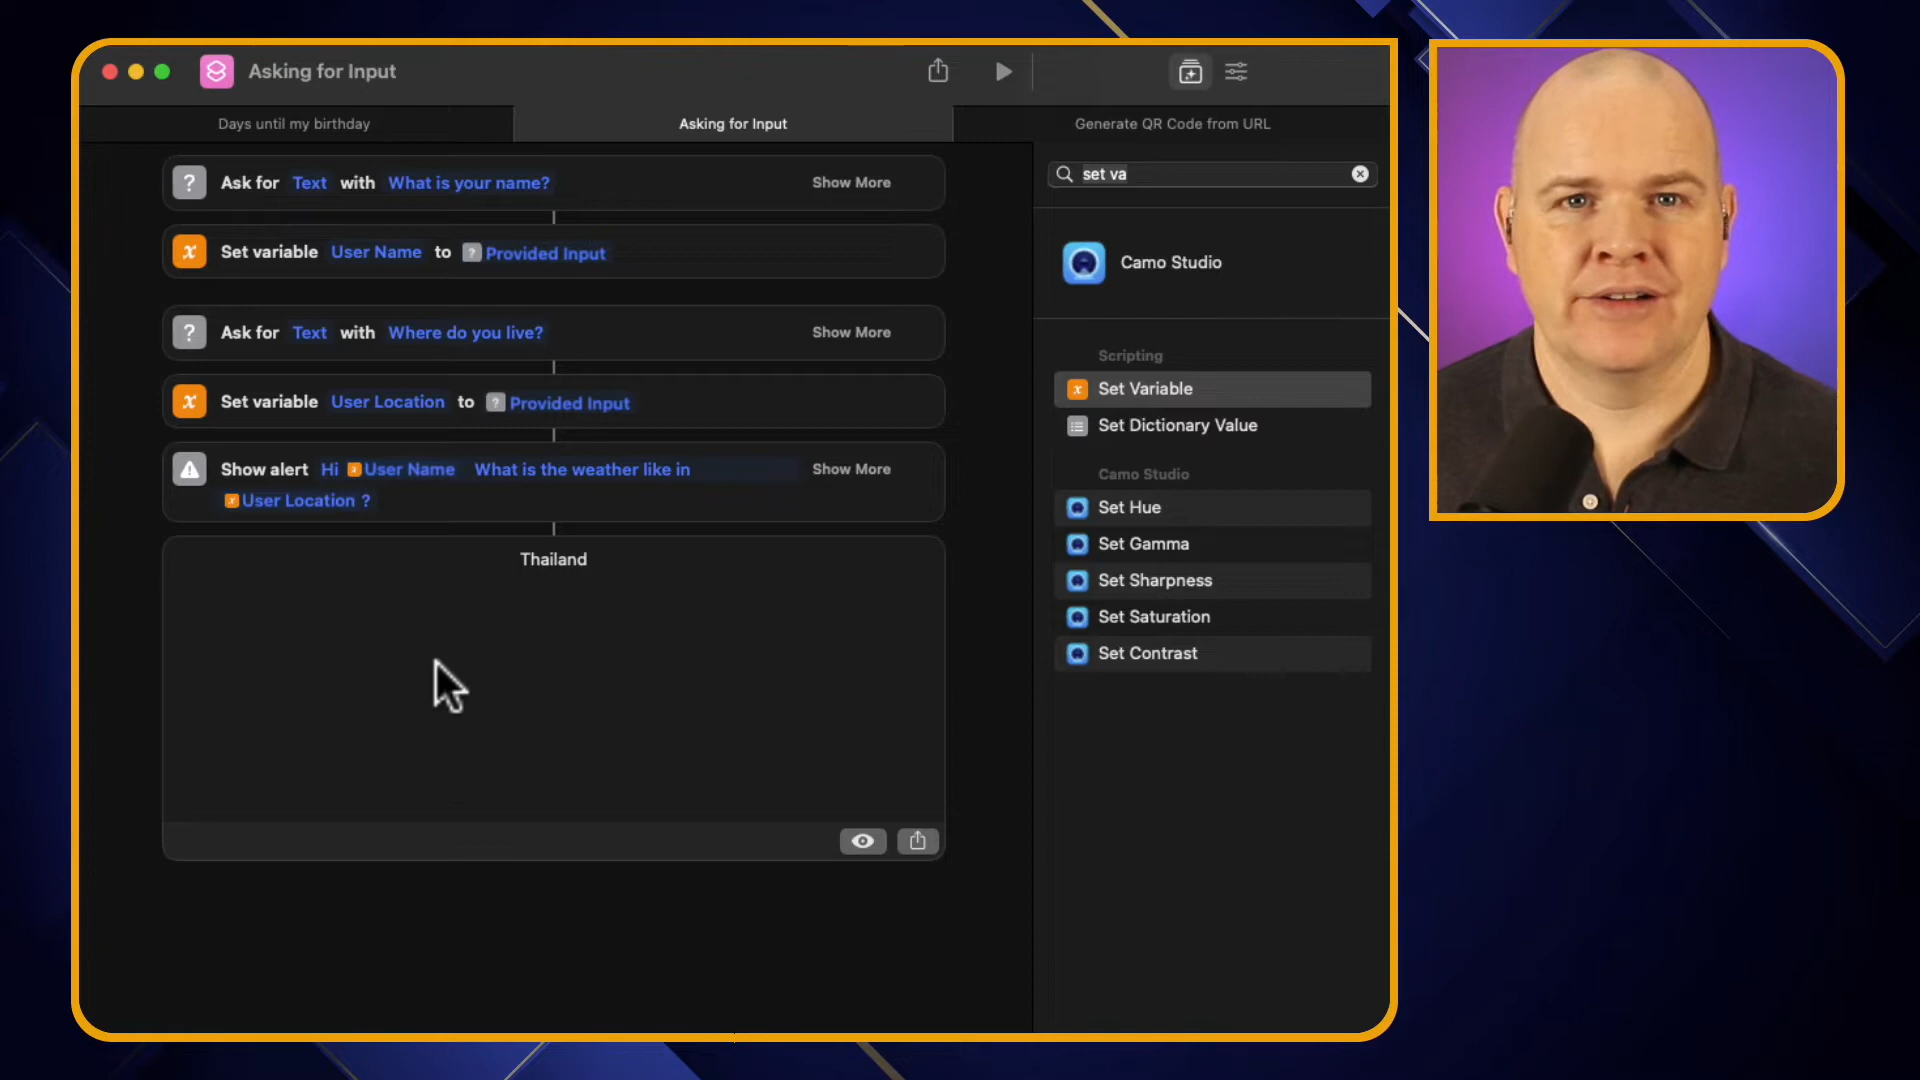 Asking for Input
Days until my birthday
Asking for Input
Generate QR Code from URL
Ask for Text with What is your name? Show More
Set variable User Name to Provided Input
Ask for Text with Where do you live? Show More
Set variable User Location to Provided Input
Show alert Hi User Name What is the weather like in Show More
User Location ?
Thailand
set va
Camo Studio
Scripting
Set Variable
Set Dictionary Value
Camo Studio
Set Hue
Set Gamma
Set Sharpness
Set Saturation
Set Contrast